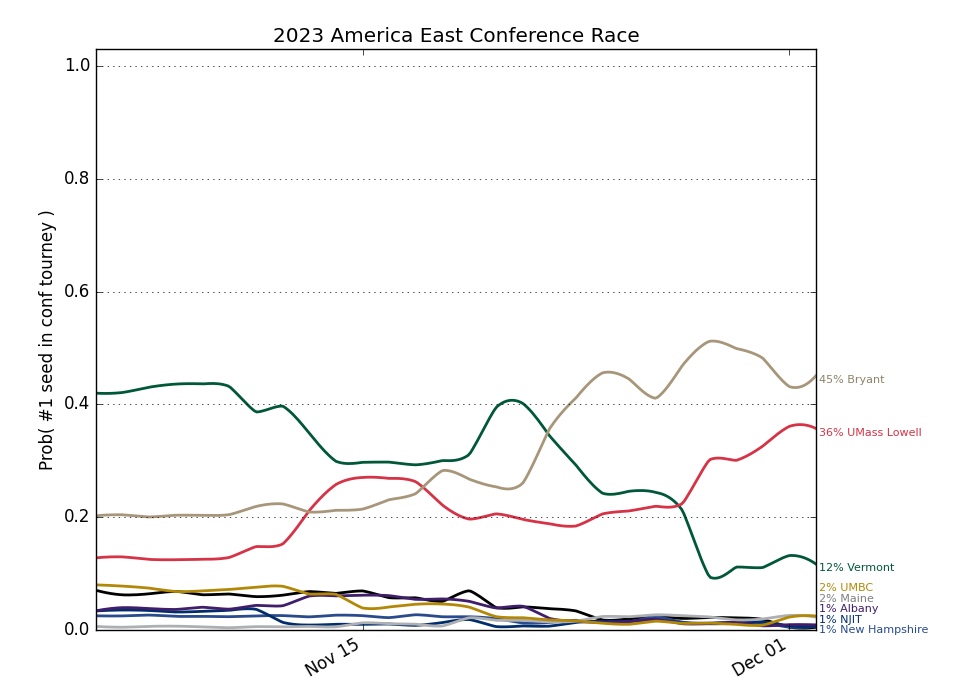 2023 America East Conference Race
Prob( #1 seed in conf tourney )
1.0
0.8
0.6
0.4
0.2
0.0
Nov 15
Dec 01
45% Bryant
36% UMass Lowell
12% Vermont
2% UMBC
2% Maine
1% Albany
1% NJIT
1% New Hampshire